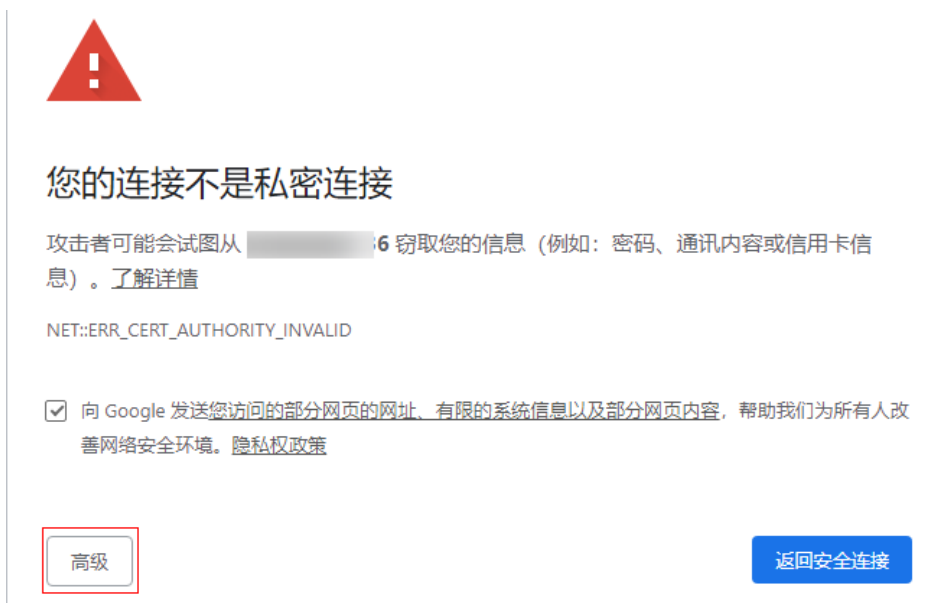 您的连接不是私密连接
攻击者可能会试图从 6 窃取您的信息（例如：密码、通讯内容或信用卡信
息）。了解详情
NET::ERR_CERT_AUTHORITY_INVALID
向 Google 发送您访问的部分网页的网址、有限的系统信息以及部分网页内容，帮助我们为所有人改
善网络安全环境。隐私权政策
高级
返回安全连接